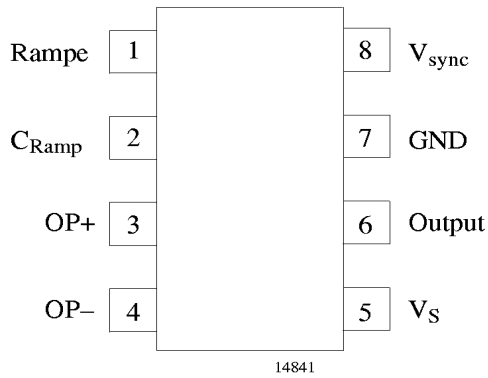 Rampe 1 8 Vsync
CRamp 2 7 GND
OP+ 3 6 Output
OP– 4 5 VS
14841